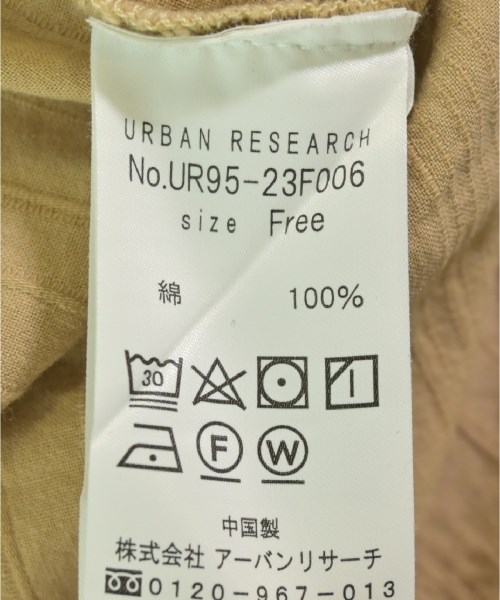 URBAN RESEARCH
No.UR95-23F006
size Free
綿 100%
30
F W
中国製
株式会社 アーバンリサーチ
0120-967-013